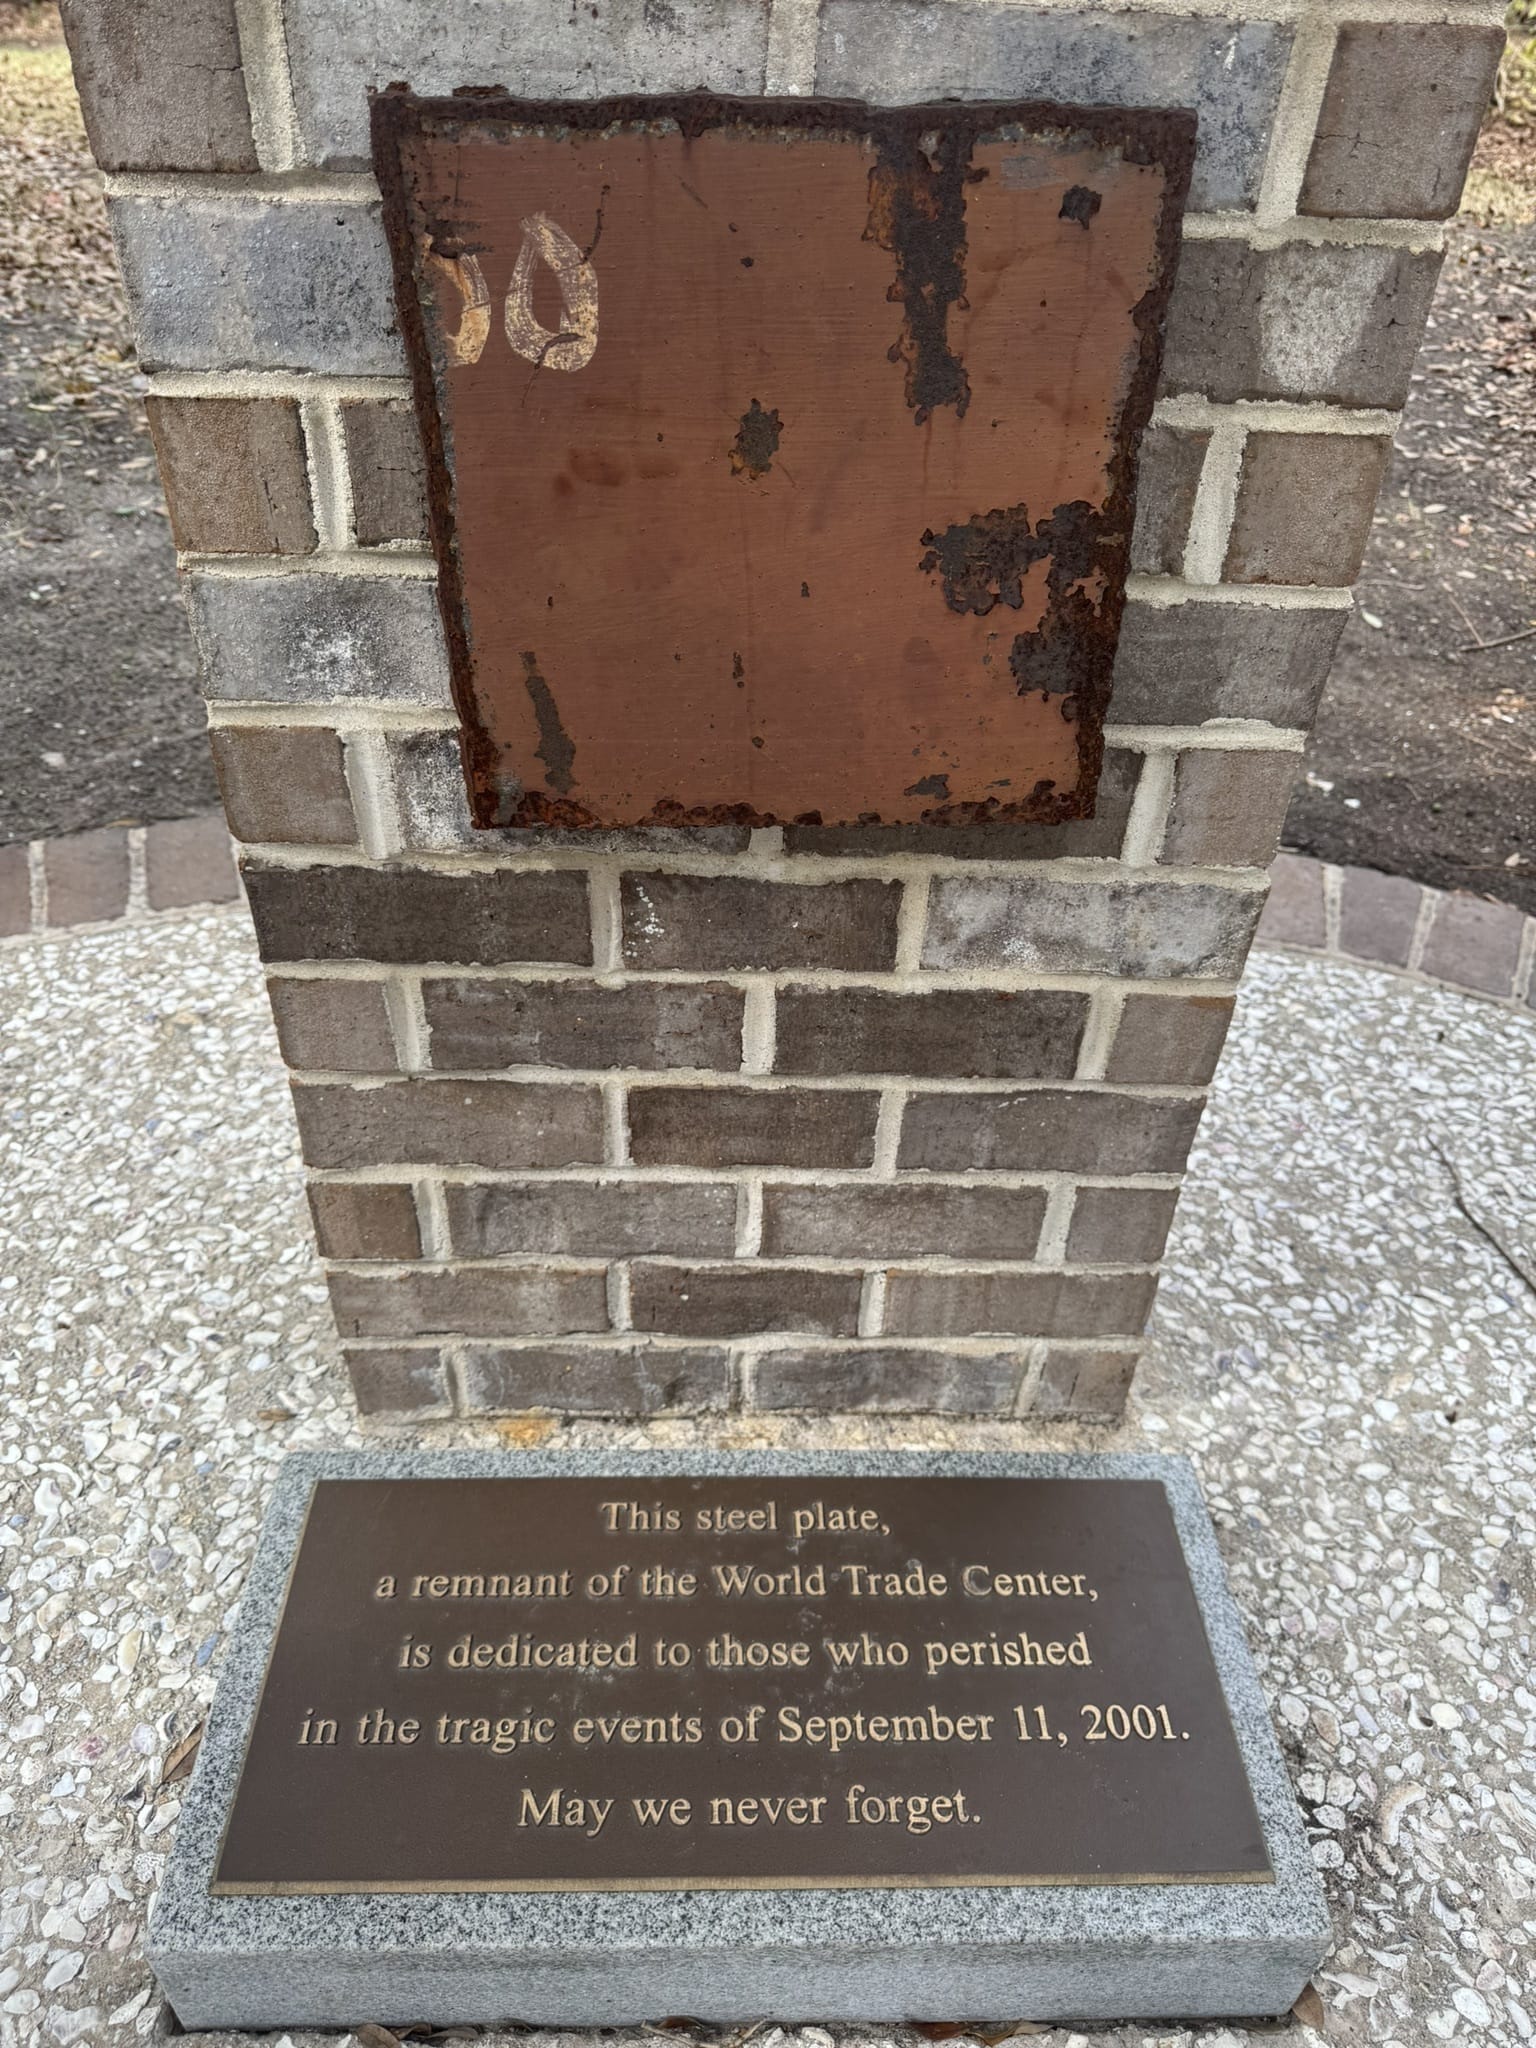 0
This steel plate,
a remnant of the World Trade Center,
is dedicated to those who perished
in the tragic events of September 11, 2001.
May we never forget.